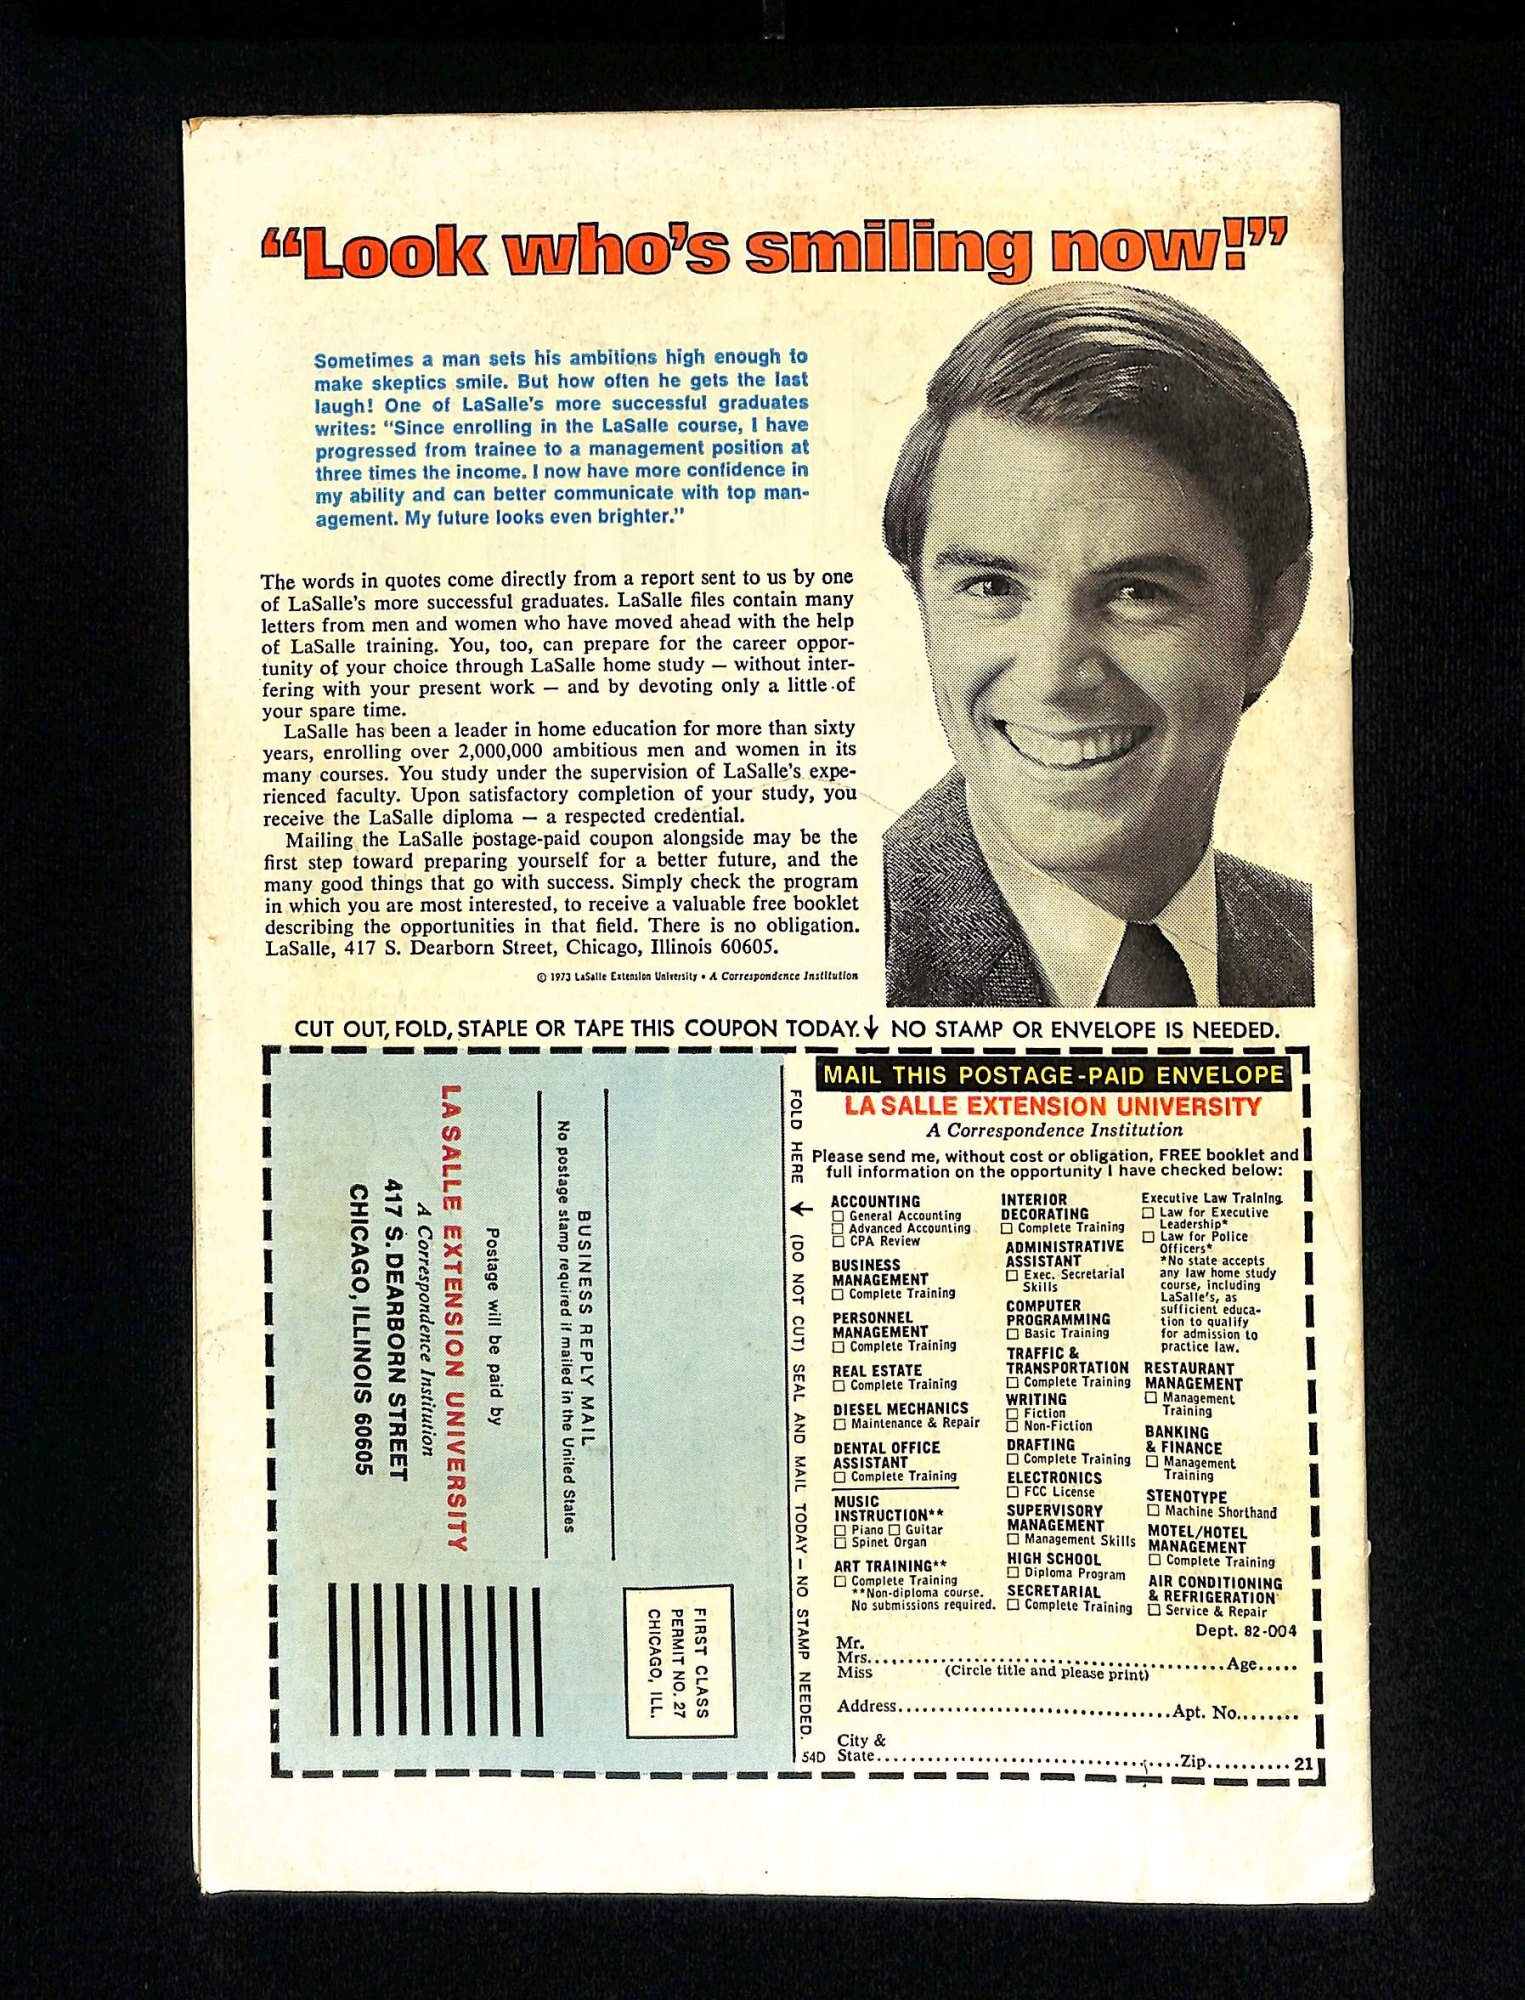 “Look who’s smiling now!”
Sometimes a man sets his ambitions high enough to
make skeptics smile. But how often he gets the last
laugh! One of LaSalle's more successful graduates
writes: “Since enrolling in the LaSalle course, I have
progressed from trainee to a management position at
three times the income. I now have more confidence in
my ability and can better communicate with top man-
agement. My future looks even brighter.”
The words in quotes come directly from a report sent to us by one
of LaSalle's more successful graduates. LaSalle files contain many
letters from men and women who have moved ahead with the help
of LaSalle training. You, too, can prepare for the career oppor-
tunity of your choice through LaSalle home study — without inter-
fering with your present work — and by devoting only a little of
your spare time.
LaSalle has been a leader in home education for more than sixty
years, enrolling over 2,000,000 ambitious men and women in its
many courses. You study under the supervision of LaSalle's expe-
rienced faculty. Upon satisfactory completion of your study, you
receive the LaSalle diploma — a respected credential.
Mailing the LaSalle postage-paid coupon alongside may be the
first step toward preparing yourself for a better future, and the
many good things that go with success. Simply check the program
in which you are most interested, to receive a valuable free booklet
describing the opportunities in that field. There is no obligation.
LaSalle, 417 S. Dearborn Street, Chicago, Illinois 60605.
© 1973 LaSalle Extension University • A Correspondence Institution
CUT OUT, FOLD, STAPLE OR TAPE THIS COUPON TODAY.↓ NO STAMP OR ENVELOPE IS NEEDED.
FIRST CLASS
PERMIT NO. 27
CHICAGO, ILL.
BUSINESS REPLY MAIL
No postage stamp required if mailed in the United States
Postage will be paid by
LA SALLE EXTENSION UNIVERSITY
A Correspondence Institution
417 S. DEARBORN STREET
CHICAGO, ILLINOIS 60605
FOLD HERE ↓ (DO NOT CUT) SEAL AND MAIL TODAY — NO STAMP NEEDED.
MAIL THIS POSTAGE-PAID ENVELOPE
LA SALLE EXTENSION UNIVERSITY
A Correspondence Institution
Please send me, without cost or obligation, FREE booklet and
full information on the opportunity I have checked below:
ACCOUNTING
☐ General Accounting
☐ Advanced Accounting
☐ CPA Review
BUSINESS
MANAGEMENT
☐ Complete Training
PERSONNEL
MANAGEMENT
☐ Complete Training
REAL ESTATE
☐ Complete Training
DIESEL MECHANICS
☐ Maintenance & Repair
DENTAL OFFICE
ASSISTANT
☐ Complete Training
MUSIC
INSTRUCTION**
☐ Piano ☐ Guitar
☐ Spinet Organ
ART TRAINING**
☐ Complete Training
**Non-diploma course.
No submissions required.
INTERIOR
DECORATING
☐ Complete Training
ADMINISTRATIVE
ASSISTANT
☐ Exec. Secretarial
Skills
COMPUTER
PROGRAMMING
☐ Basic Training
TRAFFIC &
TRANSPORTATION
☐ Complete Training
WRITING
☐ Fiction
☐ Non-Fiction
DRAFTING
☐ Complete Training
ELECTRONICS
☐ FCC License
SUPERVISORY
MANAGEMENT
☐ Management Skills
HIGH SCHOOL
☐ Diploma Program
SECRETARIAL
☐ Complete Training
Executive Law Training
☐ Law for Executive
Leadership*
☐ Law for Police
Officers*
*No state accepts
any law home study
course, including
LaSalle's, as
sufficient educa-
tion to qualify
for admission to
practice law.
RESTAURANT
MANAGEMENT
☐ Management
Training
BANKING
& FINANCE
☐ Management
Training
STENOTYPE
☐ Machine Shorthand
MOTEL/HOTEL
MANAGEMENT
☐ Complete Training
AIR CONDITIONING
& REFRIGERATION
☐ Service & Repair
Dept. 82-004
Mr.
Mrs. Age
Miss (Circle title and please print)
Address Apt. No.
City &
54D State Zip 21